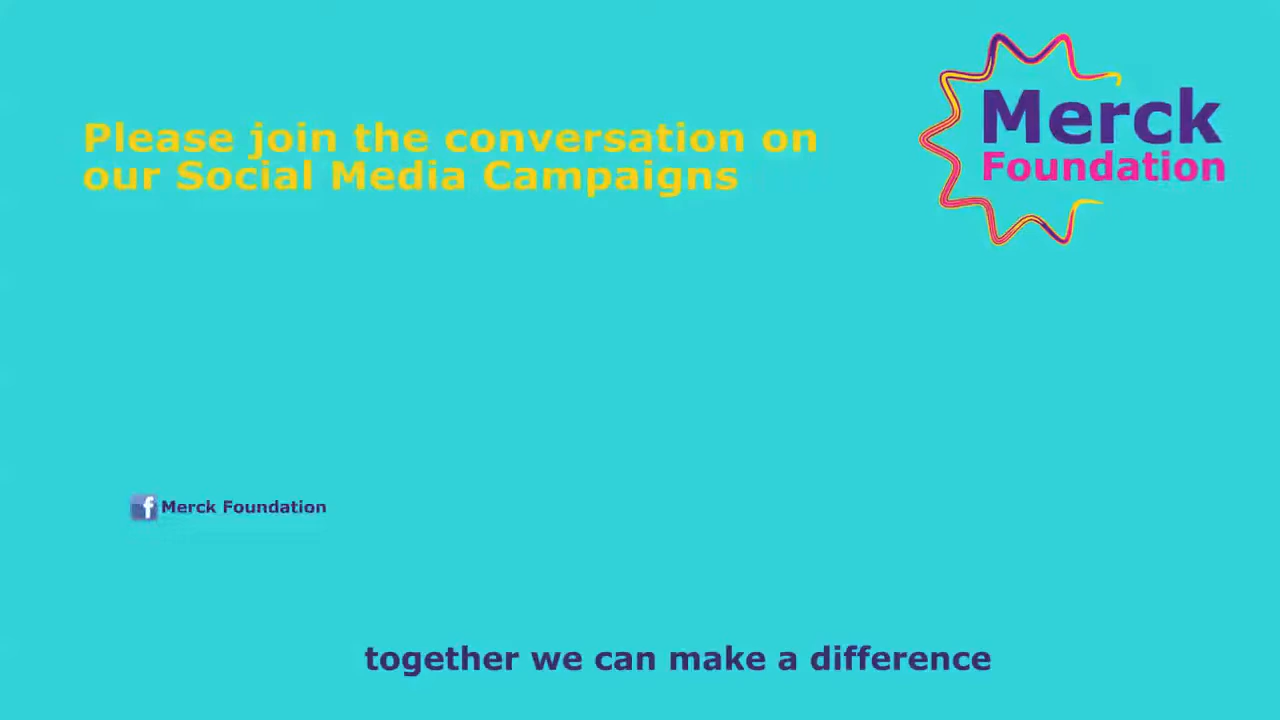 Please join the conversation on
our Social Media Campaigns
Merck
Foundation
f Merck Foundation
together we can make a difference